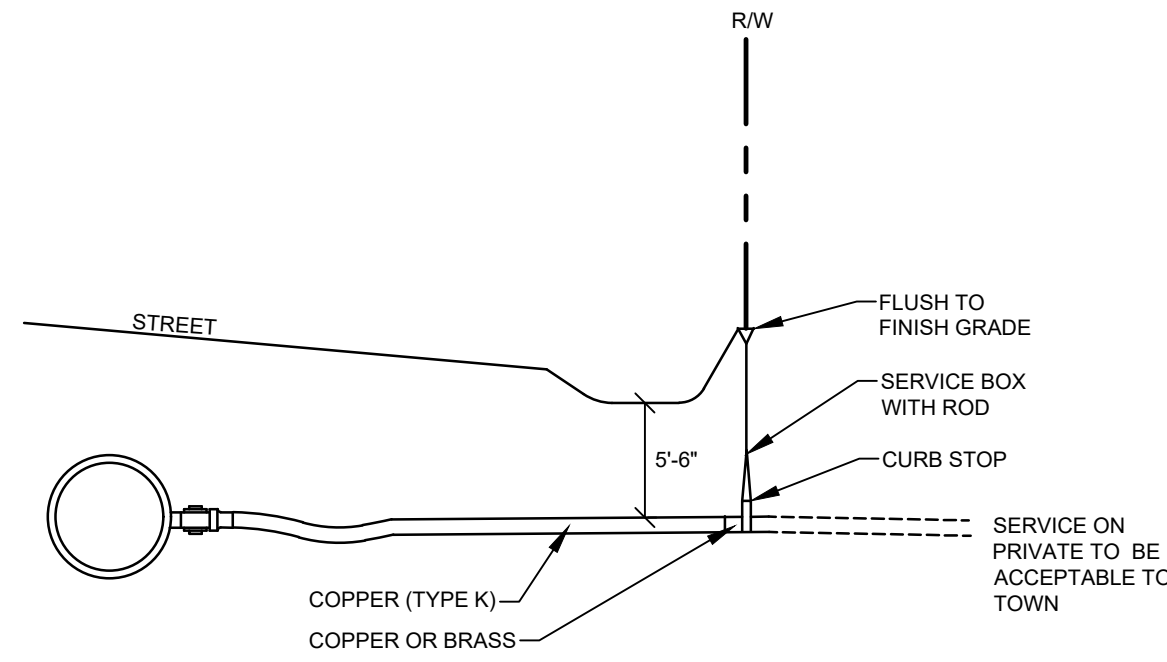 R/W
STREET
FLUSH TO
FINISH GRADE
SERVICE BOX
WITH ROD
5'-6"
CURB STOP
SERVICE ON
PRIVATE TO BE
ACCEPTABLE TO
TOWN
COPPER (TYPE K)
COPPER OR BRASS